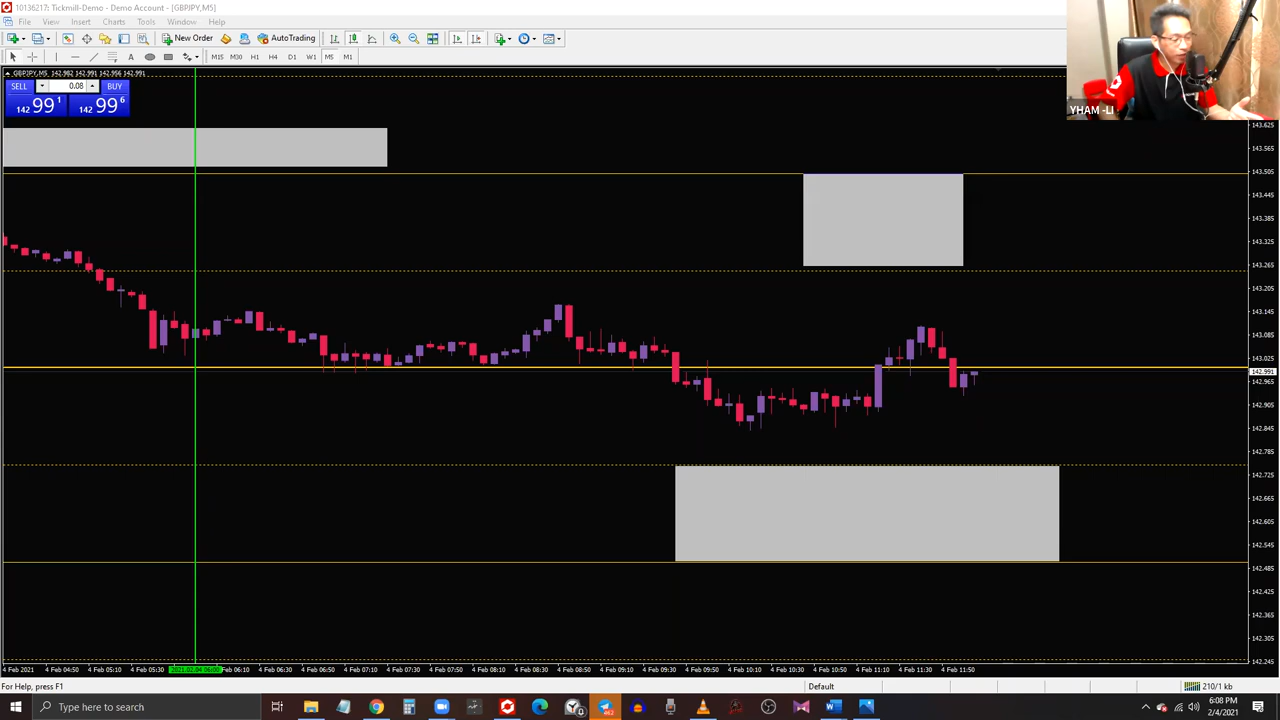 10136217: Tickmill-Demo - Demo Account - [GBPJPY,M5]
File View Insert Charts Tools Window Help
New Order AutoTrading
A M15 M30 H1 H4 D1 W1 M5 M1
GBPJPY,M5 142.982 142.991 142.956 142.991
SELL 0.08 BUY
142 99 1 142 99 6
YHAM -LI
143.625
143.565
143.505
143.445
143.385
143.325
143.265
143.205
143.145
143.085
143.025
142.991
142.965
142.905
142.845
142.785
142.725
142.665
142.605
142.545
142.485
142.425
142.365
142.305
142.245
4 Feb 2021 4 Feb 04:50 4 Feb 05:10 4 Feb 05:30 2021.02.04 06:00 Feb 06:10 4 Feb 06:30 4 Feb 06:50 4 Feb 07:10 4 Feb 07:30 4 Feb 07:50 4 Feb 08:10 4 Feb 08:30 4 Feb 08:50 4 Feb 09:10 4 Feb 09:30 4 Feb 09:50 4 Feb 10:10 4 Feb 10:30 4 Feb 10:50 4 Feb 11:10 4 Feb 11:30 4 Feb 11:50
For Help, press F1 Default 210/1 kb
Type here to search
6:08 PM
2/4/2021